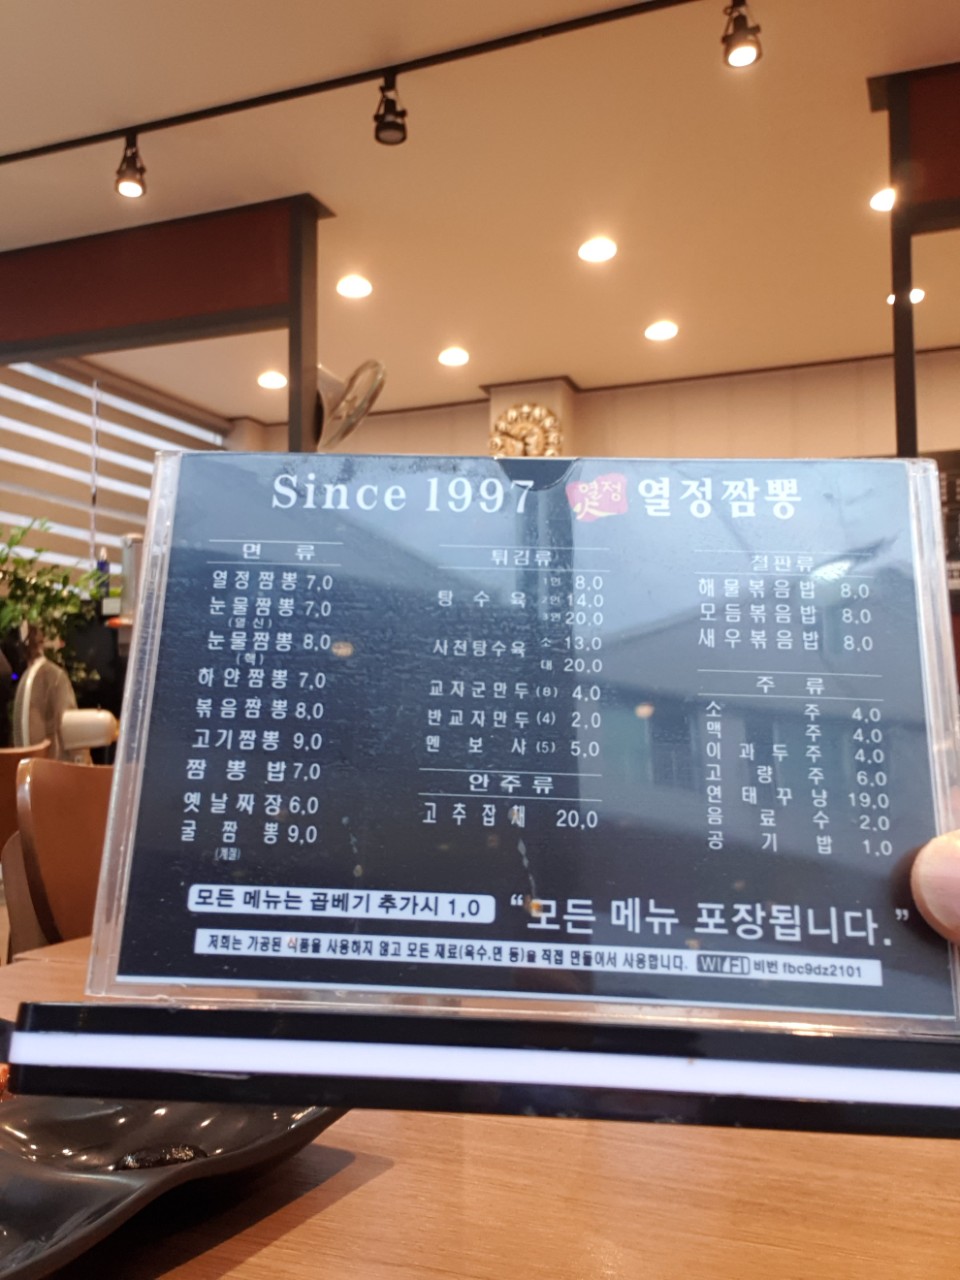 Since 1997 열정 열정짬뽕
면 류
열정짬뽕 7,0
눈물짬뽕 7,0
(열신)
눈물짬뽕 8,0
(핵)
하얀짬뽕 7,0
볶음짬뽕 8,0
고기짬뽕 9,0
짬뽕밥 7,0
옛날짜장 6,0
굴짬뽕 9,0
(계절)
튀김류
탕수육 1인 8,0
2인 14,0
3인 20,0
사천탕수육 소 13,0
대 20,0
교자군만두 (8) 4,0
반교자만두 (4) 2,0
멘보샤 (5) 5,0
안주류
고추잡채 20,0
철판류
해물볶음밥 8,0
모듬볶음밥 8,0
새우볶음밥 8,0
주 류
소주 4,0
맥주 4,0
이과두주 4,0
고량주 6,0
연태꾸냥 19,0
음료수 2,0
공기밥 1,0
모든 메뉴는 곱베기 추가시 1,0
“모든 메뉴 포장됩니다.”
저희는 가공된 식품을 사용하지 않고 모든 재료(육수,면 등)을 직접 만들어서 사용합니다. WiFi 비번 fbc9dz2101